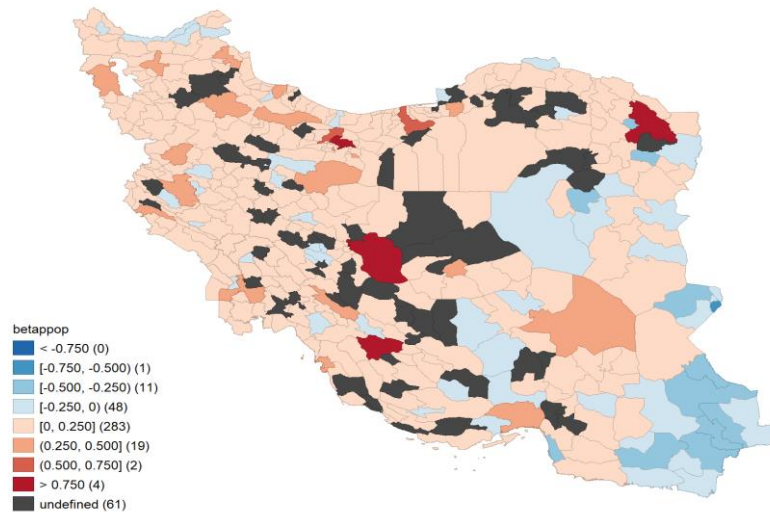 betappop
< -0.750 (0)
[-0.750, -0.500) (1)
[-0.500, -0.250) (11)
[-0.250, 0) (48)
[0, 0.250] (283)
(0.250, 0.500] (19)
(0.500, 0.750] (2)
> 0.750 (4)
undefined (61)